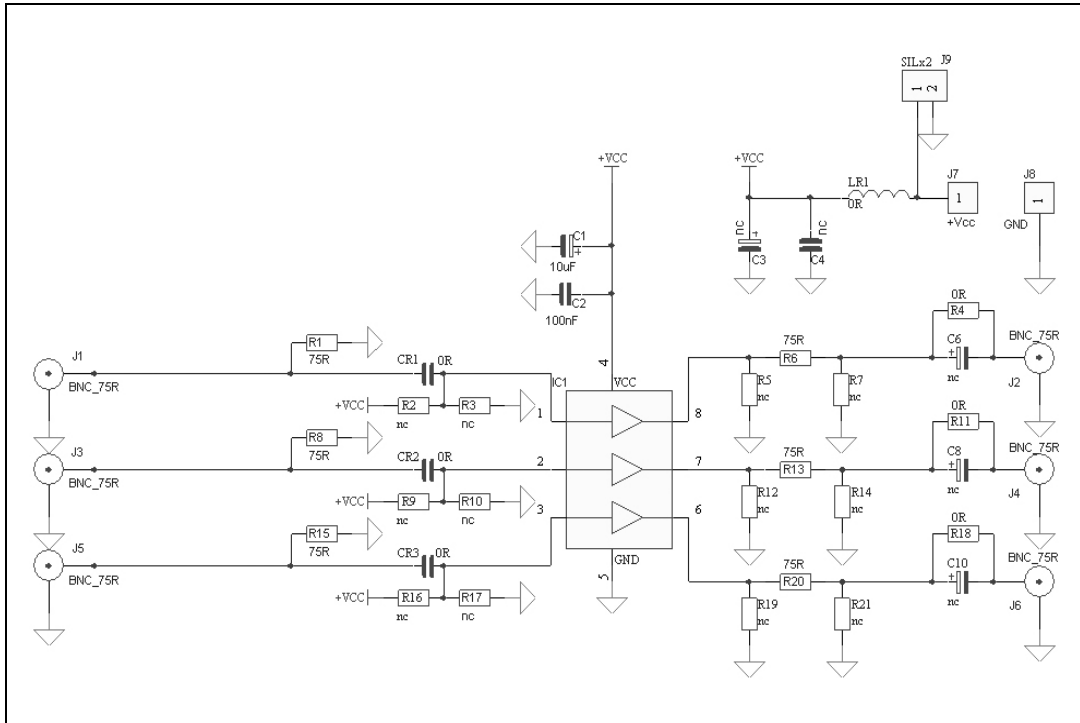 SILx2 J9
1 2
+VCC
+VCC
LR1
0R
J7
1
+Vcc
J8
1
GND
nc
+
C3
nc
C4
C1
+
10uF
C2
100nF
J1
BNC_75R
R1
75R
CR1 0R
+VCC R2 R3
nc nc
IC1
4 VCC
1
8
R5
nc
75R
R6
R7
nc
0R
R4
C6
+
nc
BNC_75R
J2
J3
BNC_75R
R8
75R
CR2 0R
+VCC R9 R10
nc nc
2
7
R12
nc
75R
R13
R14
nc
0R
R11
C8
+
nc
BNC_75R
J4
J5
BNC_75R
R15
75R
CR3 0R
+VCC R16 R17
nc nc
3
6
GND
5
R19
nc
75R
R20
R21
nc
0R
R18
C10
+
nc
BNC_75R
J6